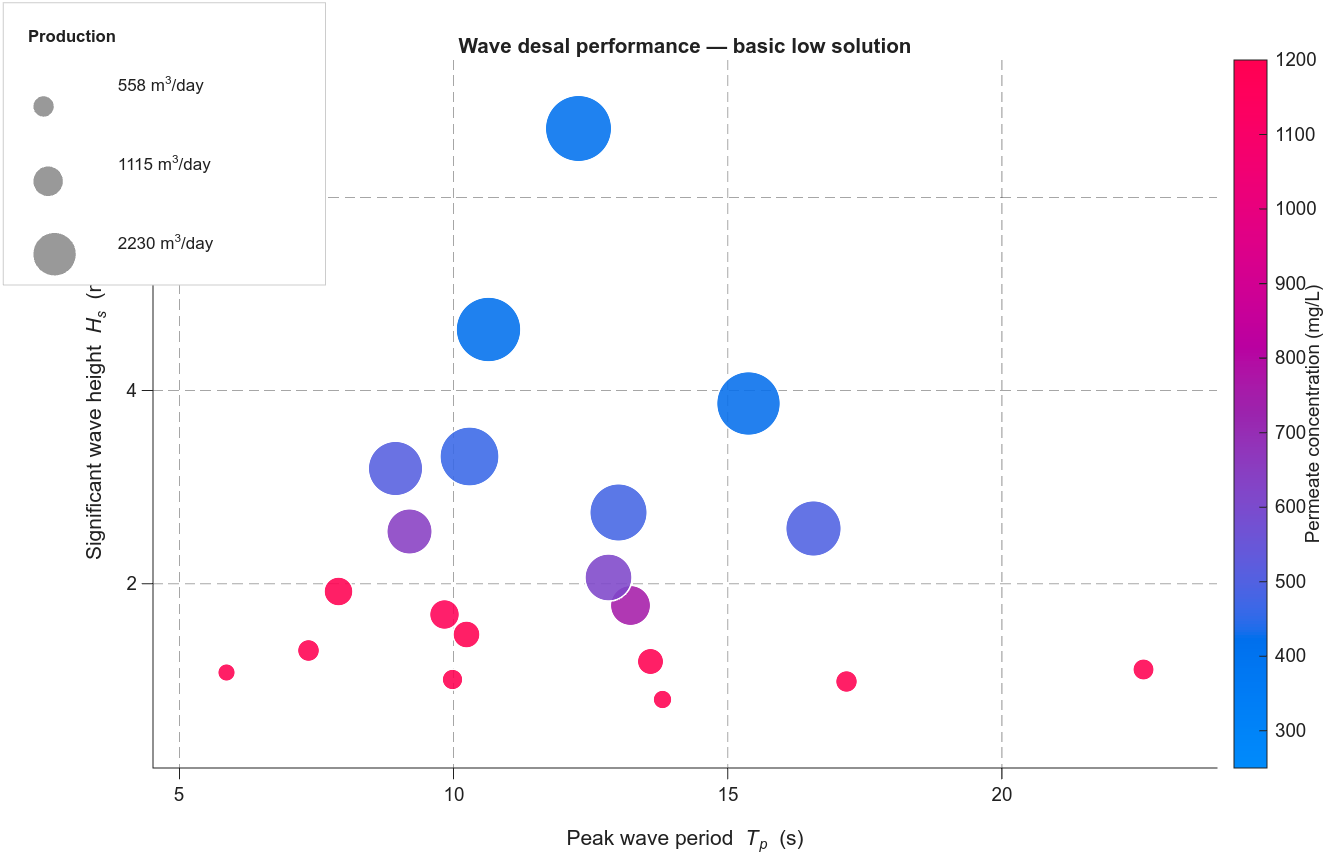 Production
558 m³/day
1115 m³/day
2230 m³/day
Wave desal performance — basic low solution
Significant wave height Hₛ
4
2
5 10 15 20
Peak wave period Tₚ (s)
1200
1100
1000
900
800
700
600
500
400
300
Permeate concentration (mg/L)